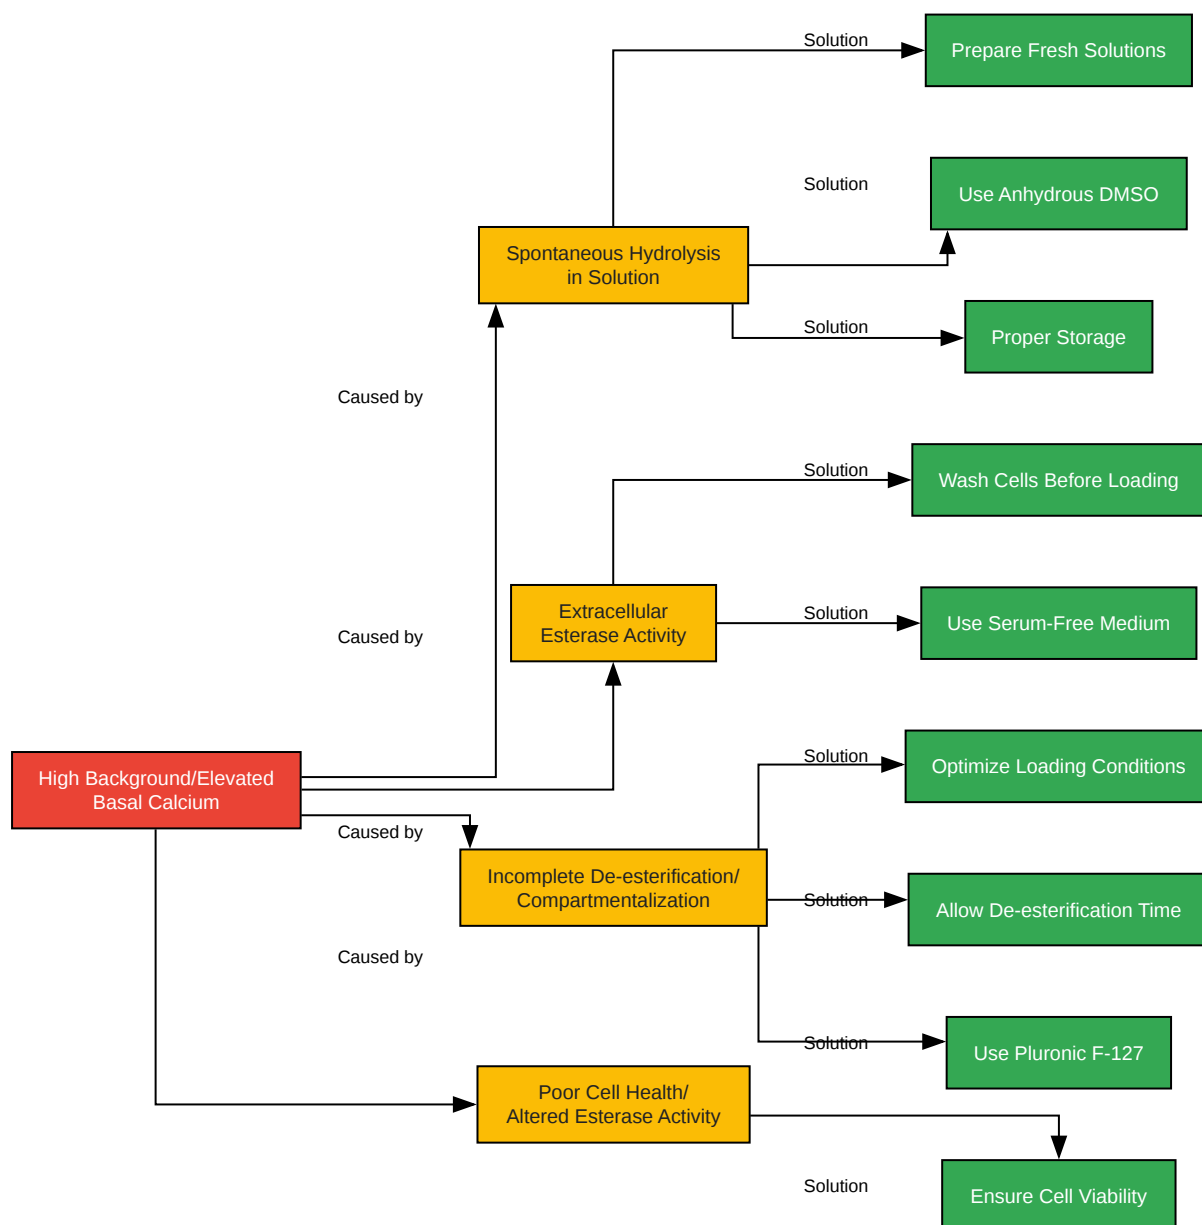 Solution
Prepare Fresh Solutions
Solution
Use Anhydrous DMSO
Spontaneous Hydrolysis
in Solution
Solution
Proper Storage
Caused by
Solution
Wash Cells Before Loading
Extracellular
Esterase Activity
Solution
Use Serum-Free Medium
Caused by
High Background/Elevated
Basal Calcium
Solution
Optimize Loading Conditions
Caused by
Incomplete De-esterification/
Compartmentalization
Solution
Allow De-esterification Time
Caused by
Solution
Use Pluronic F-127
Poor Cell Health/
Altered Esterase Activity
Solution
Ensure Cell Viability